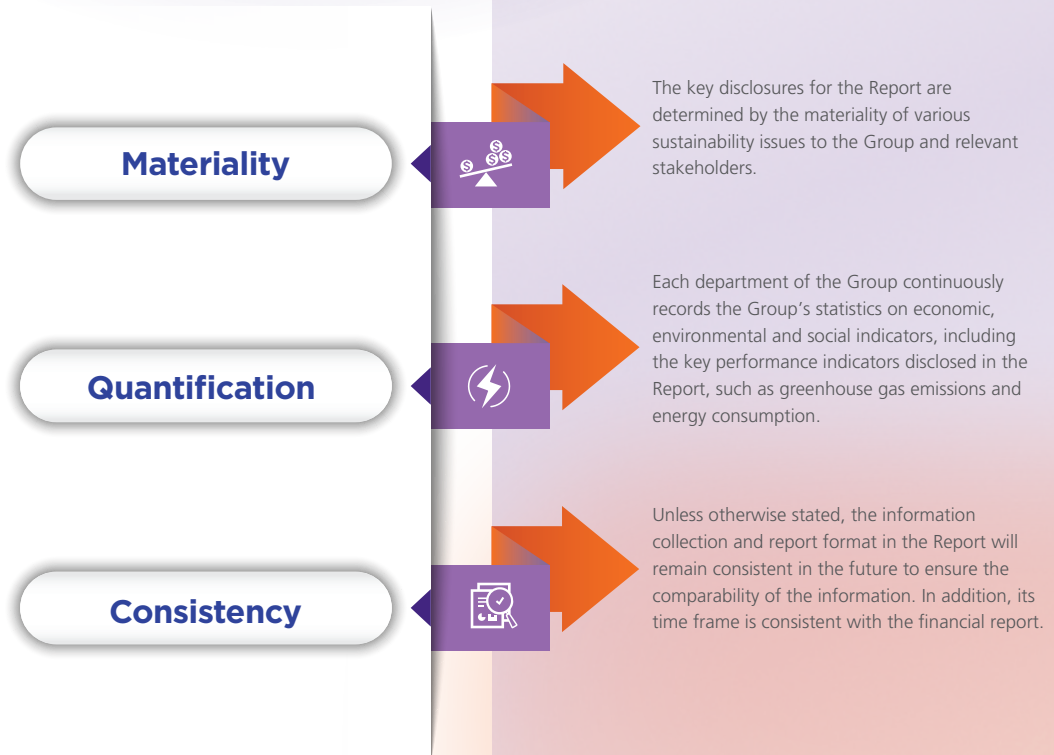 Materiality
The key disclosures for the Report are
determined by the materiality of various
sustainability issues to the Group and relevant
stakeholders.
Quantification
Each department of the Group continuously
records the Group's statistics on economic,
environmental and social indicators, including
the key performance indicators disclosed in the
Report, such as greenhouse gas emissions and
energy consumption.
Consistency
Unless otherwise stated, the information
collection and report format in the Report will
remain consistent in the future to ensure the
comparability of the information. In addition, its
time frame is consistent with the financial report.